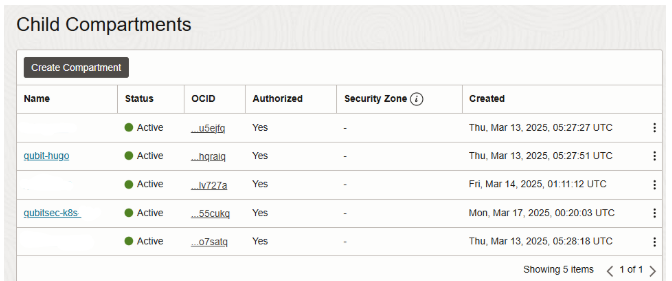 Child Compartments
Create Compartment
Name Status OCID Authorized Security Zone i Created
Active ...u5ejfq Yes - Thu, Mar 13, 2025, 05:27:27 UTC
qubit-hugo Active ...hqraiq Yes - Thu, Mar 13, 2025, 05:27:51 UTC
Active ...lv727a Yes - Fri, Mar 14, 2025, 01:11:12 UTC
qubitsec-k8s Active ...55cukq Yes - Mon, Mar 17, 2025, 00:20:03 UTC
Active ...o7satq Yes - Thu, Mar 13, 2025, 05:28:18 UTC
Showing 5 items < 1 of 1 >